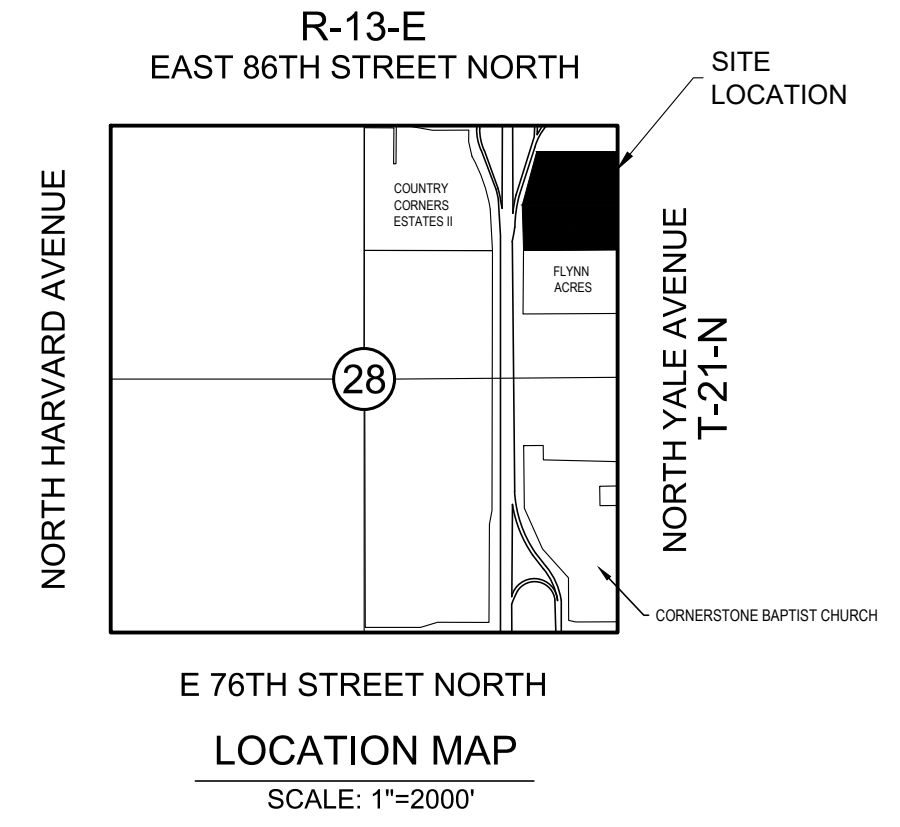 R-13-E
EAST 86TH STREET NORTH
SITE
LOCATION
NORTH HARVARD AVENUE
COUNTRY
CORNERS
ESTATES II
FLYNN
ACRES
NORTH YALE AVENUE
T-21-N
28
CORNERSTONE BAPTIST CHURCH
E 76TH STREET NORTH
LOCATION MAP
SCALE: 1"=2000'